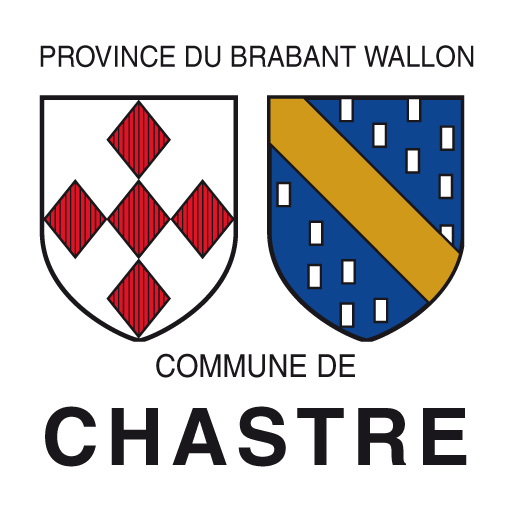 PROVINCE DU BRABANT WALLON
COMMUNE DE
CHASTRE